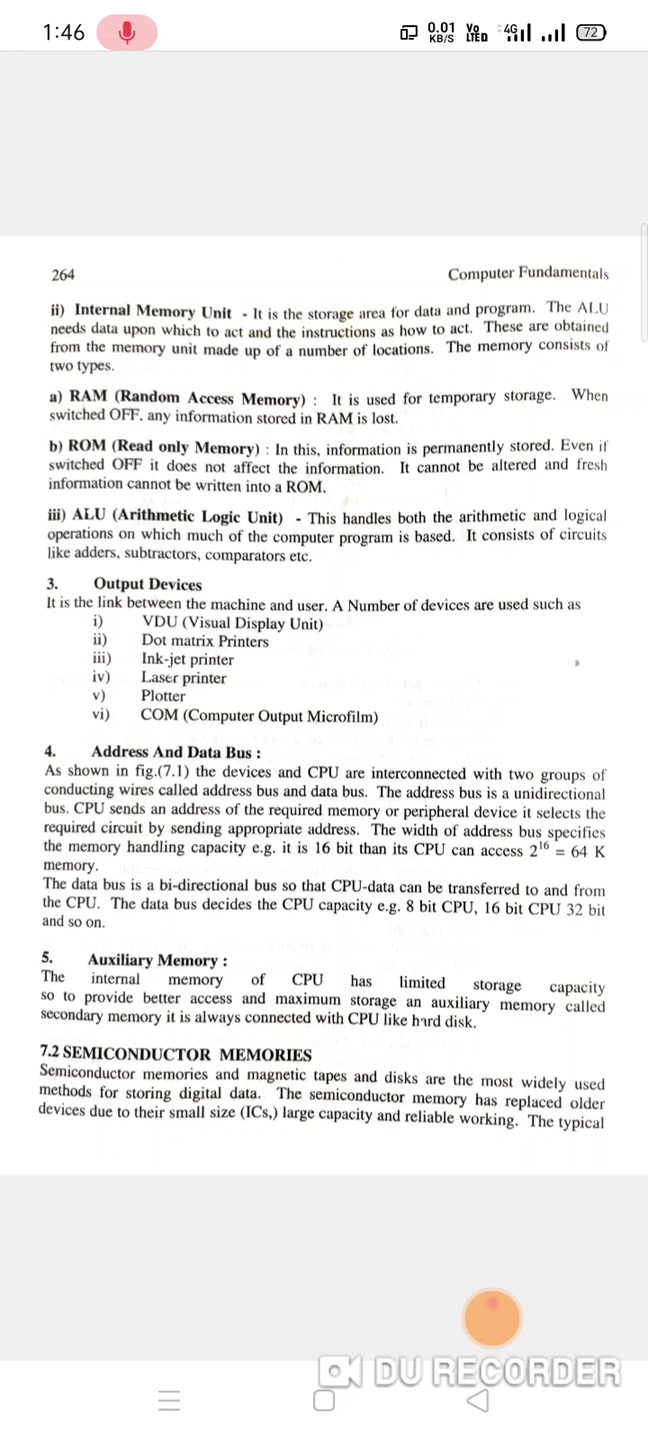 1:46
0.01 KB/S Vo LTED 4G 72
264 Computer Fundamentals
ii) Internal Memory Unit - It is the storage area for data and program. The ALU
needs data upon which to act and the instructions as how to act. These are obtained
from the memory unit made up of a number of locations. The memory consists of
two types.
a) RAM (Random Access Memory) : It is used for temporary storage. When
switched OFF, any information stored in RAM is lost.
b) ROM (Read only Memory) : In this, information is permanently stored. Even if
switched OFF it does not affect the information. It cannot be altered and fresh
information cannot be written into a ROM.
iii) ALU (Arithmetic Logic Unit) - This handles both the arithmetic and logical
operations on which much of the computer program is based. It consists of circuits
like adders, subtractors, comparators etc.
3. Output Devices
It is the link between the machine and user. A Number of devices are used such as
i) VDU (Visual Display Unit)
ii) Dot matrix Printers
iii) Ink-jet printer
iv) Laser printer
v) Plotter
vi) COM (Computer Output Microfilm)
4. Address And Data Bus :
As shown in fig.(7.1) the devices and CPU are interconnected with two groups of
conducting wires called address bus and data bus. The address bus is a unidirectional
bus. CPU sends an address of the required memory or peripheral device it selects the
required circuit by sending appropriate address. The width of address bus specifies
the memory handling capacity e.g. it is 16 bit than its CPU can access 2¹⁶ = 64 K
memory.
The data bus is a bi-directional bus so that CPU-data can be transferred to and from
the CPU. The data bus decides the CPU capacity e.g. 8 bit CPU, 16 bit CPU 32 bit
and so on.
5. Auxiliary Memory :
The internal memory of CPU has limited storage capacity
so to provide better access and maximum storage an auxiliary memory called
secondary memory it is always connected with CPU like hard disk.
7.2 SEMICONDUCTOR MEMORIES
Semiconductor memories and magnetic tapes and disks are the most widely used
methods for storing digital data. The semiconductor memory has replaced older
devices due to their small size (ICs,) large capacity and reliable working. The typical
DU RECORDER